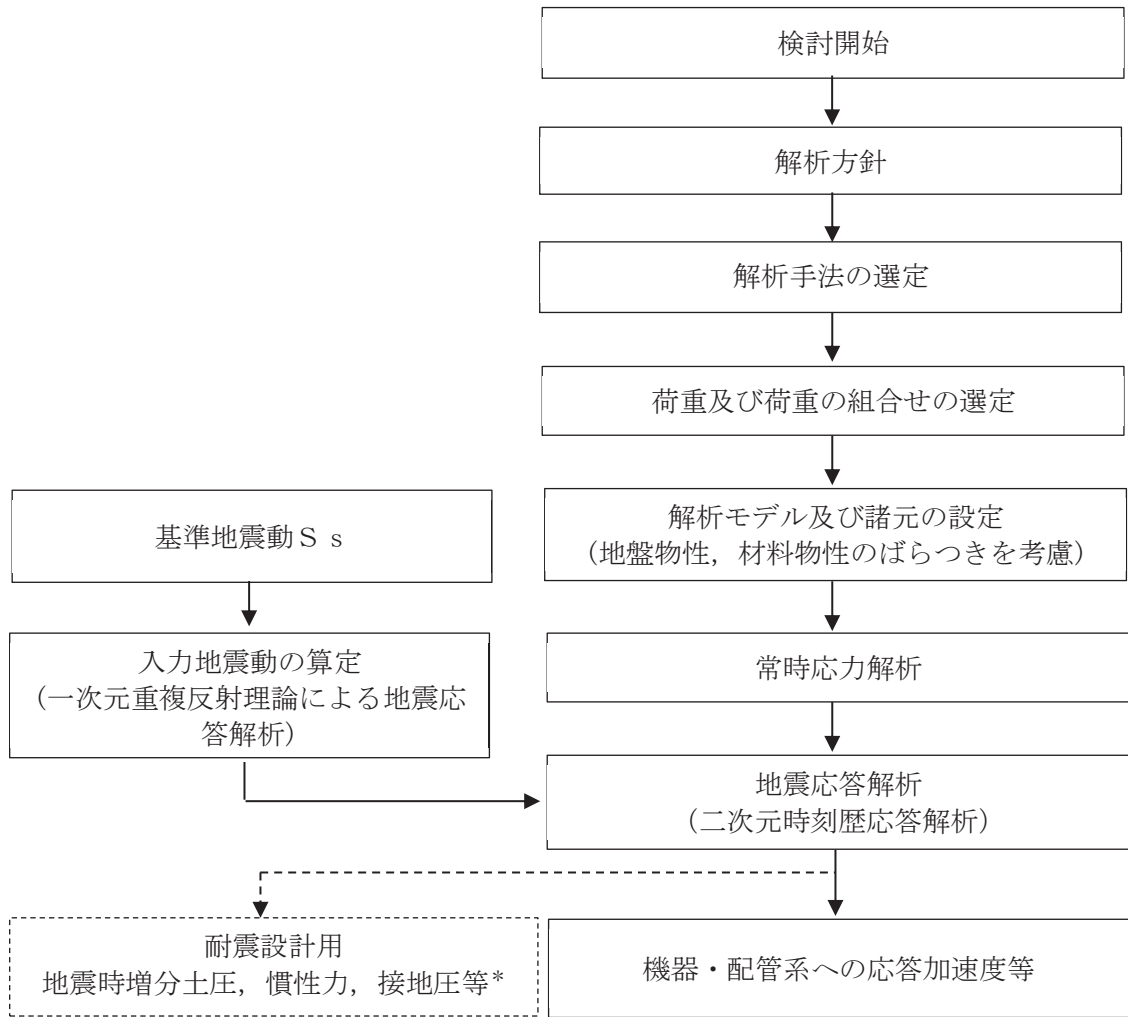 検討開始
解析方針
解析手法の選定
荷重及び荷重の組合せの選定
解析モデル及び諸元の設定
（地盤物性，材料物性のばらつきを考慮）
基準地震動Ｓｓ
入力地震動の算定
（一次元重複反射理論による地震応
答解析）
常時応力解析
地震応答解析
（二次元時刻歴応答解析）
耐震設計用
地震時増分土圧，慣性力，接地圧等*
機器・配管系への応答加速度等